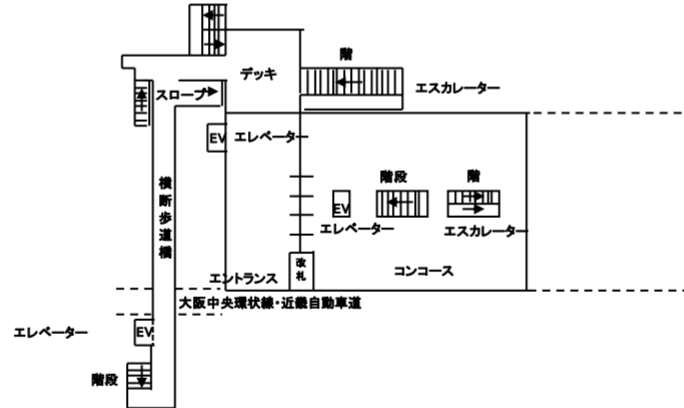 階
デッキ
エスカレーター
スロープ
EV
エレベーター
横断歩道橋
階段
階
EV
エレベーター
エスカレーター
改札
エントランス
コンコース
大阪中央環状線・近畿自動車道
エレベーター
EV
階段